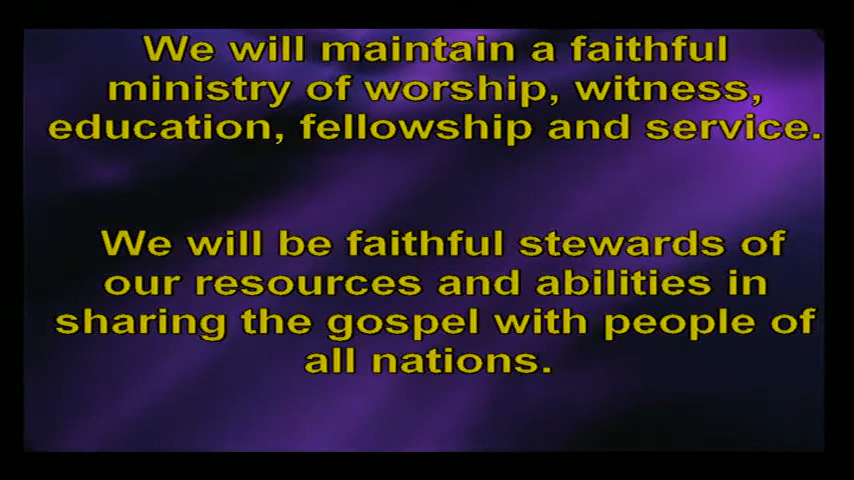 We will maintain a faithful
ministry of worship, witness,
education, fellowship and service.
We will be faithful stewards of
our resources and abilities in
sharing the gospel with people of
all nations.